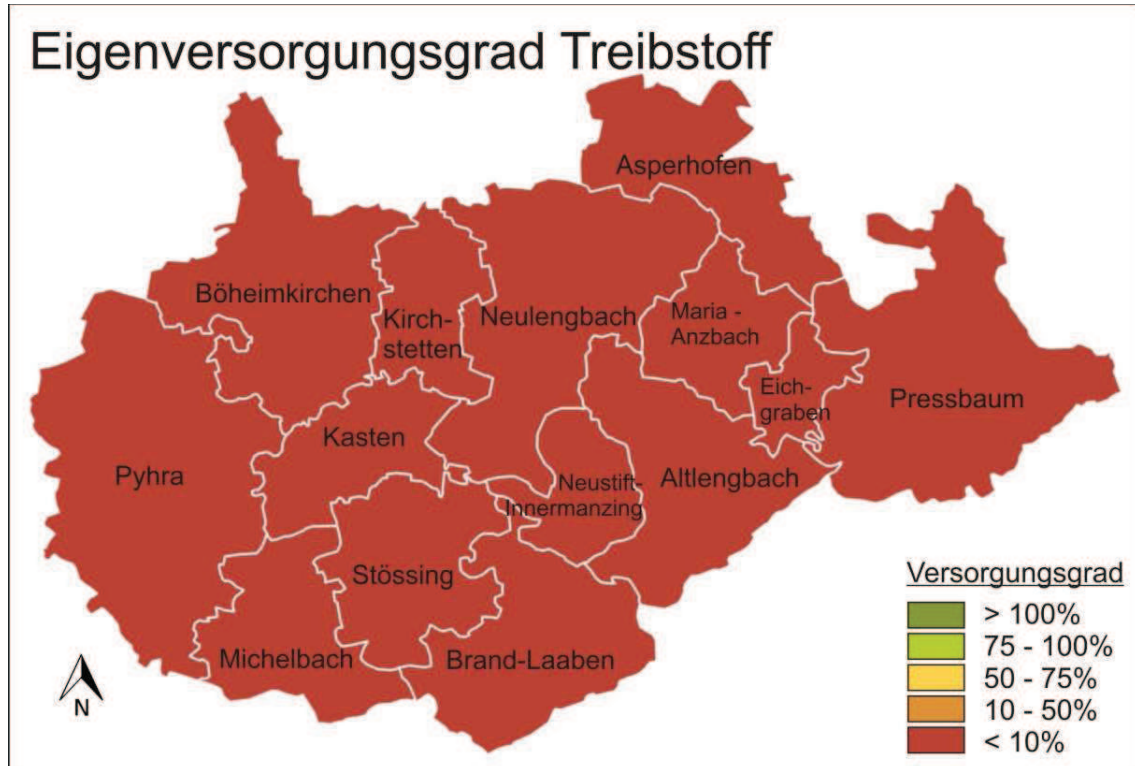 Eigenversorgungsgrad Treibstoff
Asperhofen
Böheimkirchen
Kirch-
stetten
Neulengbach
Maria -
Anzbach
Eich-
graben
Pressbaum
Kasten
Pyhra
Neustift-
Innermanzing
Altlengbach
Stössing
Michelbach
Brand-Laaben
N
Versorgungsgrad
> 100%
75 - 100%
50 - 75%
10 - 50%
< 10%